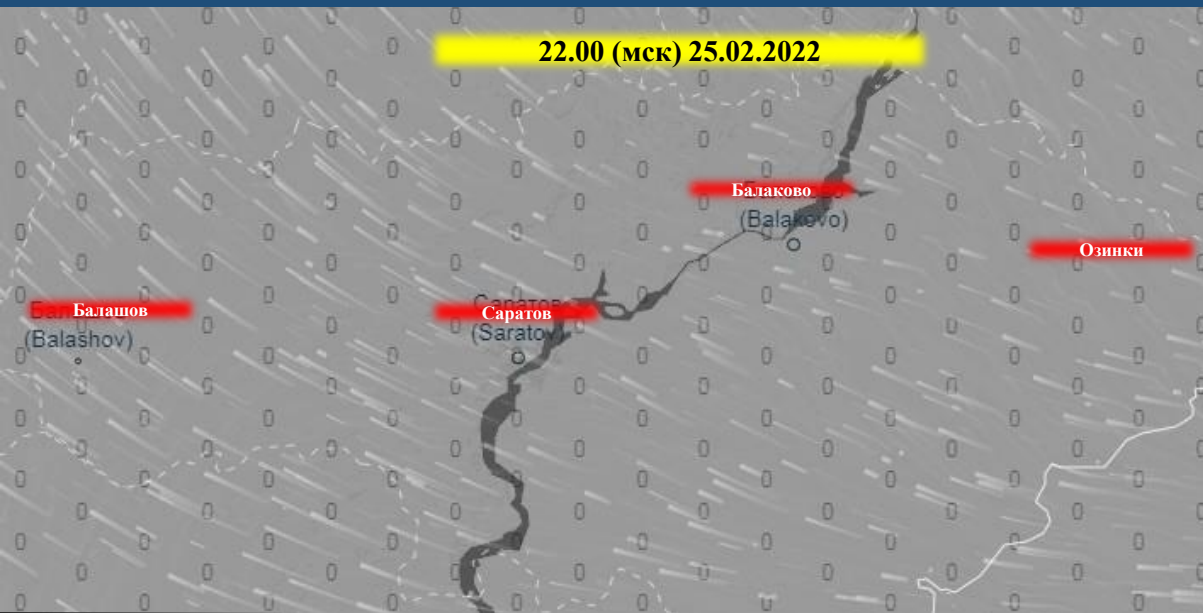 22.00 (мск) 25.02.2022
Балаково
(Balakovo)
Озинки
Балашов
(Balashov)
Саратов
(Saratov)